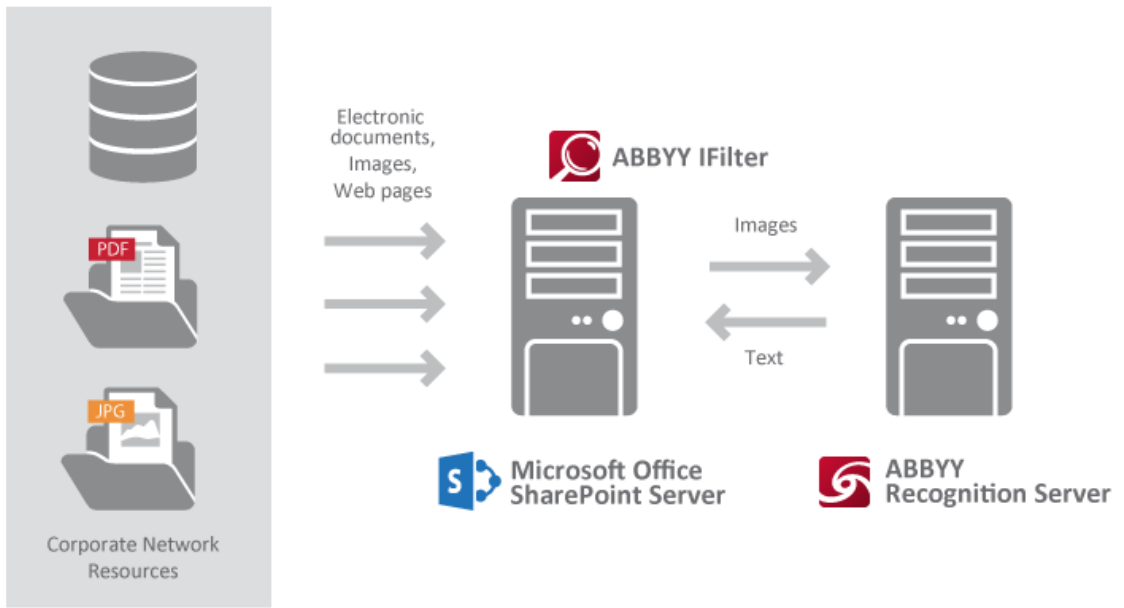 PDF
JPG
Corporate Network
Resources
Electronic
documents,
Images,
Web pages
ABBYY IFilter
Images
Text
S
Microsoft Office
SharePoint Server
ABBYY
Recognition Server